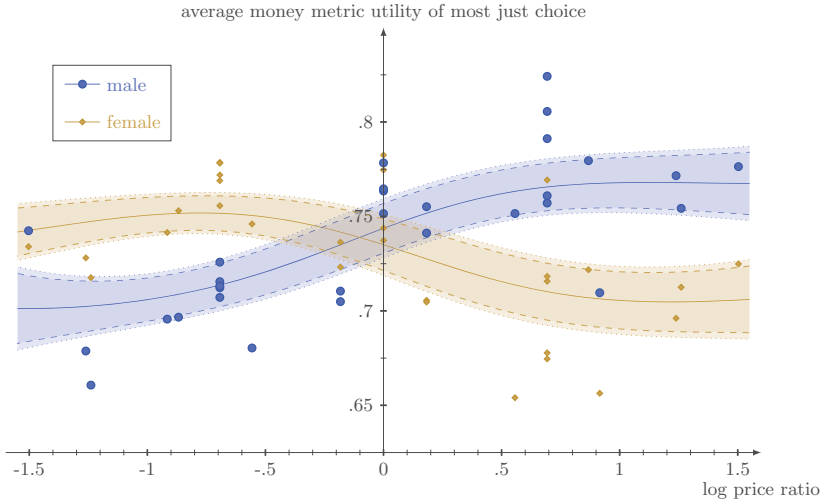 average money metric utility of most just choice
male
female
.8
.75
.7
.65
-1.5 -1 -.5 0 .5 1 1.5
log price ratio